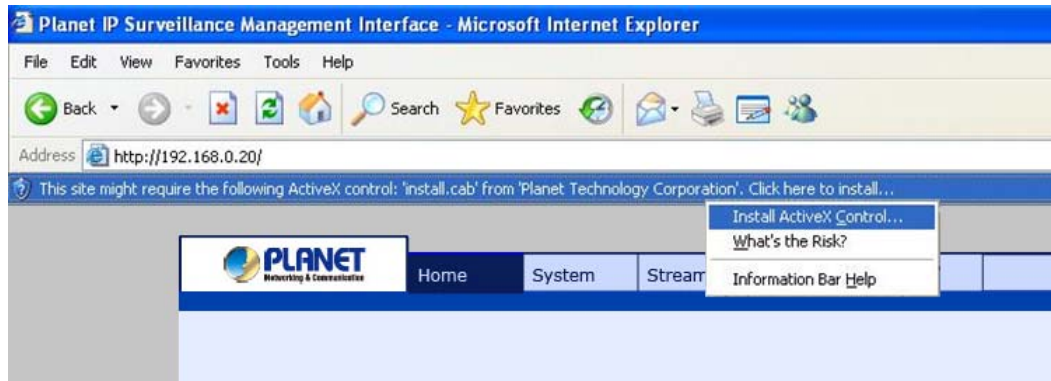 Planet IP Surveillance Management Interface - Microsoft Internet Explorer
File Edit View Favorites Tools Help
Back Search Favorites
Address http://192.168.0.20/
This site might require the following ActiveX control: 'install.cab' from 'Planet Technology Corporation'. Click here to install...
Install ActiveX Control...
What's the Risk?
Information Bar Help
PLANET
Networking & Communication
Home System Stream